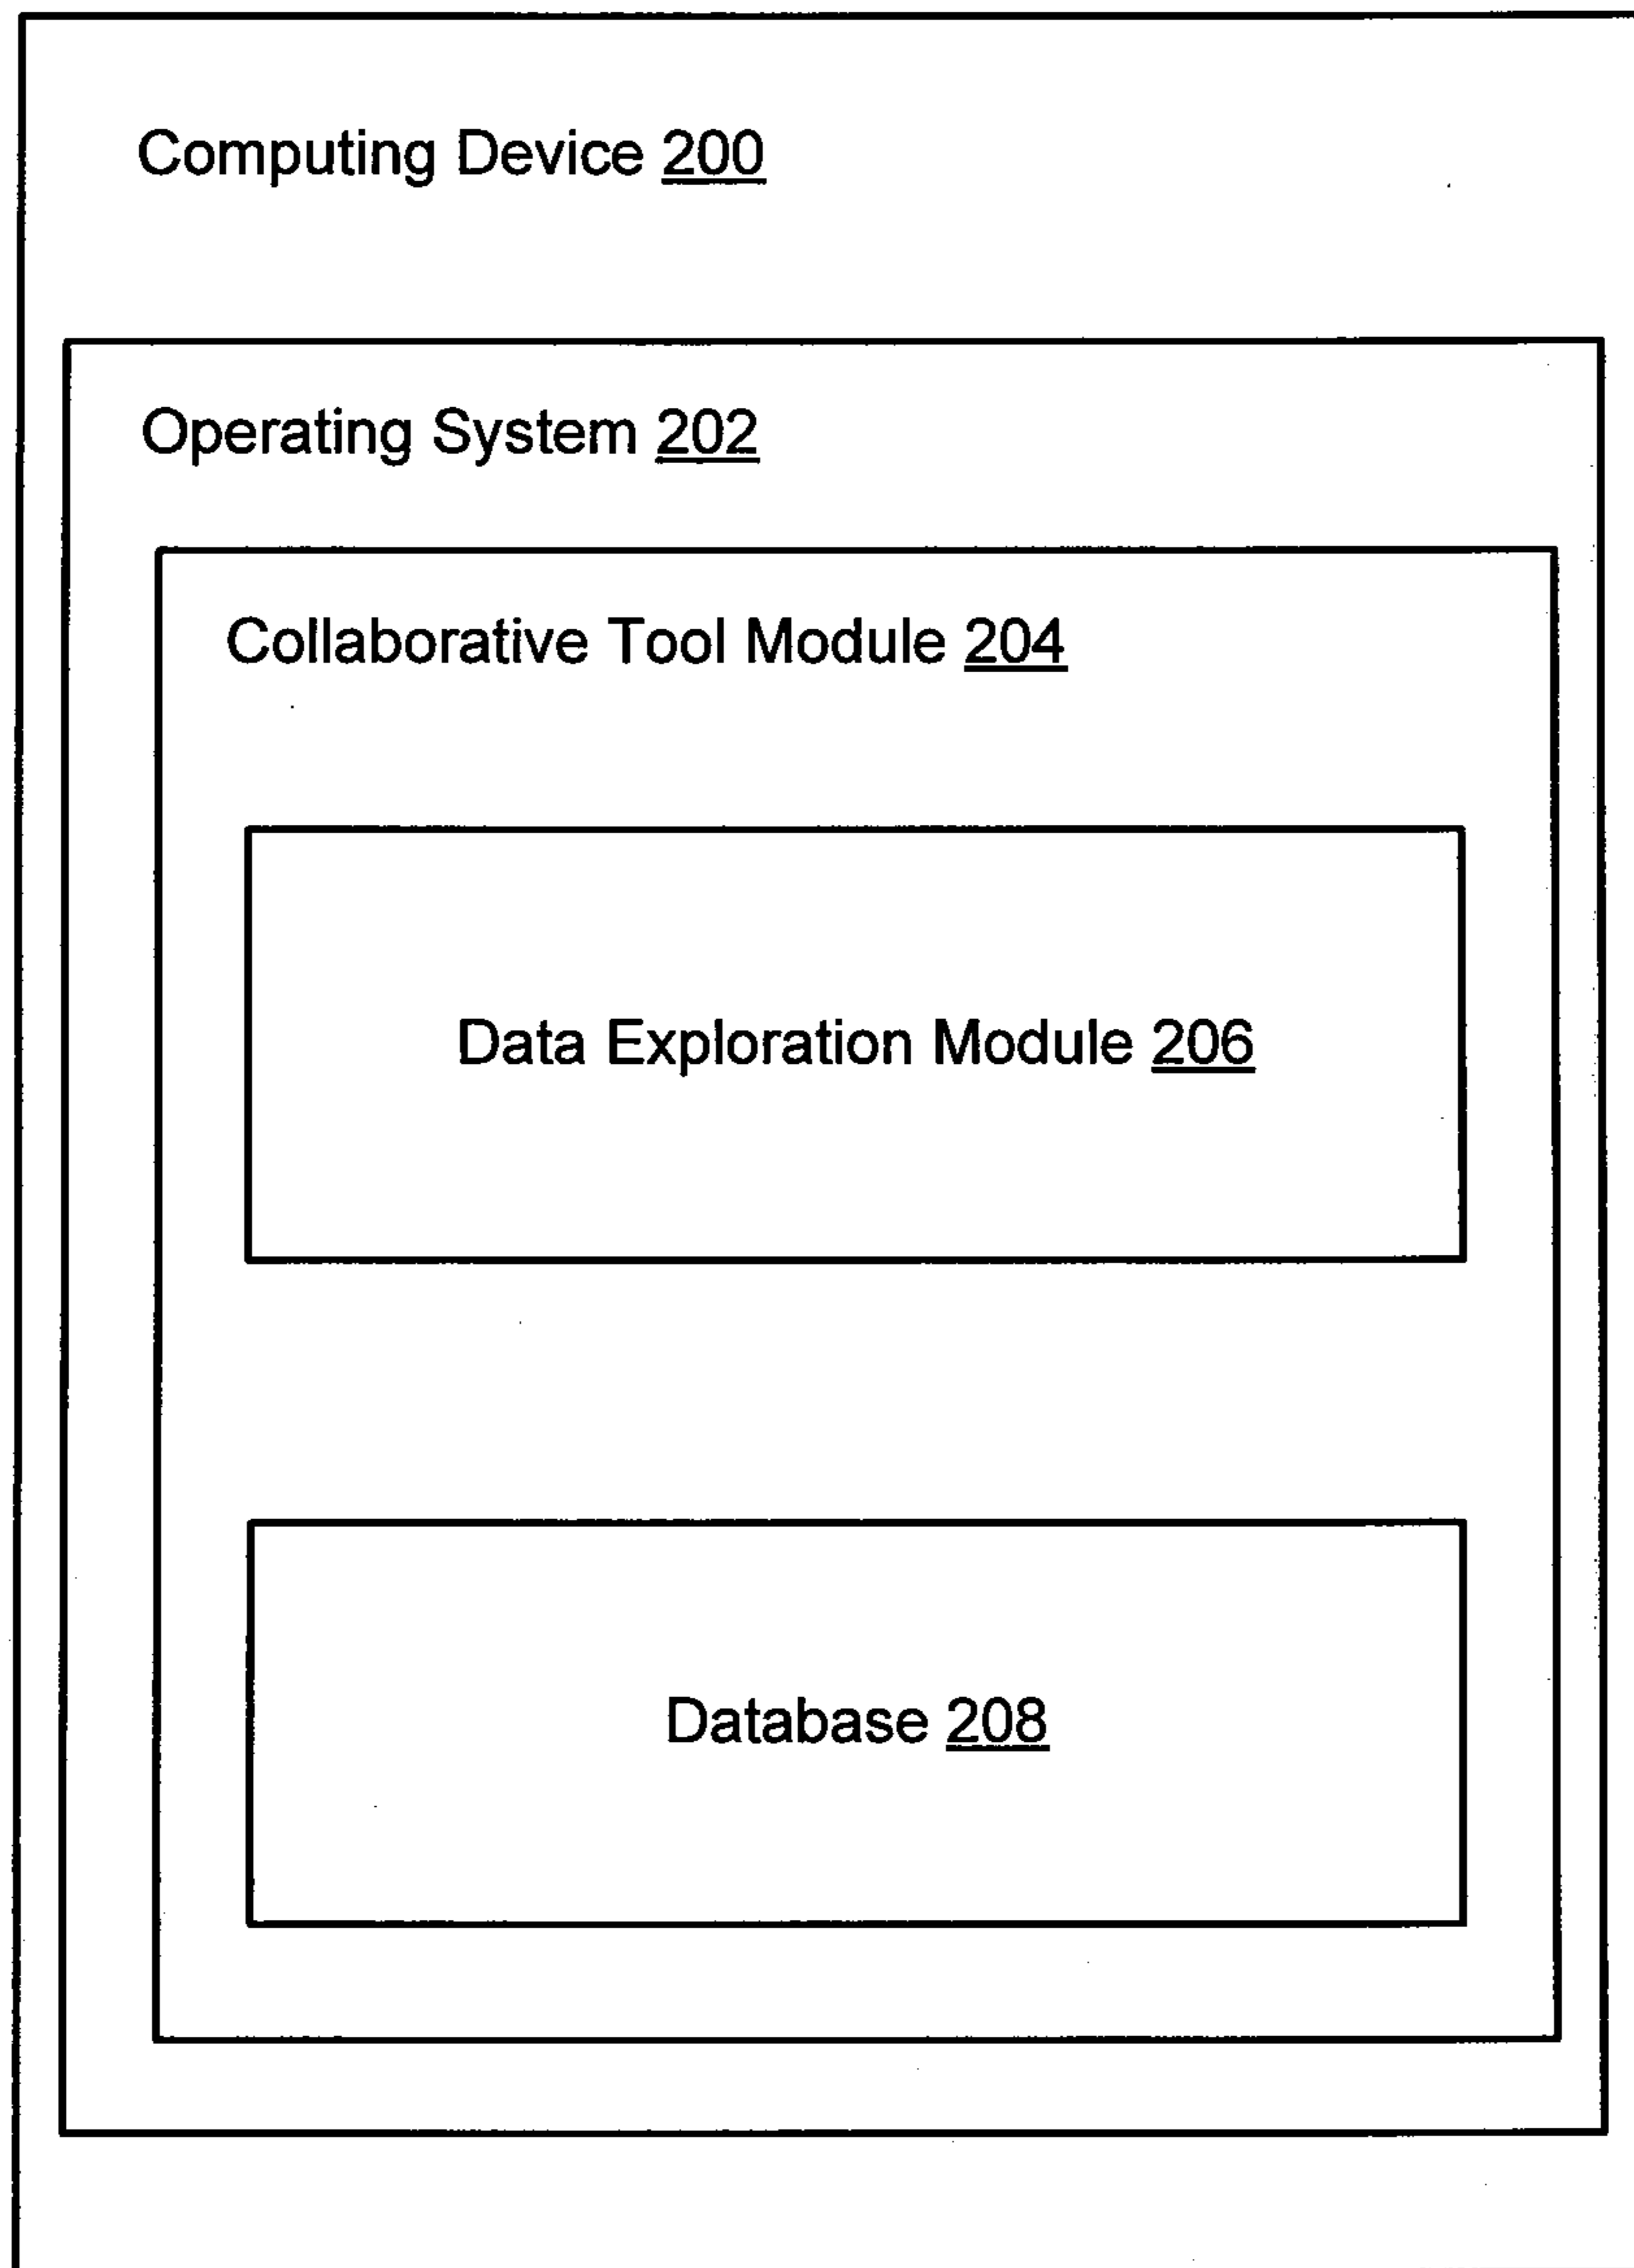 Computing Device 200
Operating System 202
Collaborative Tool Module 204
Data Exploration Module 206
Database 208